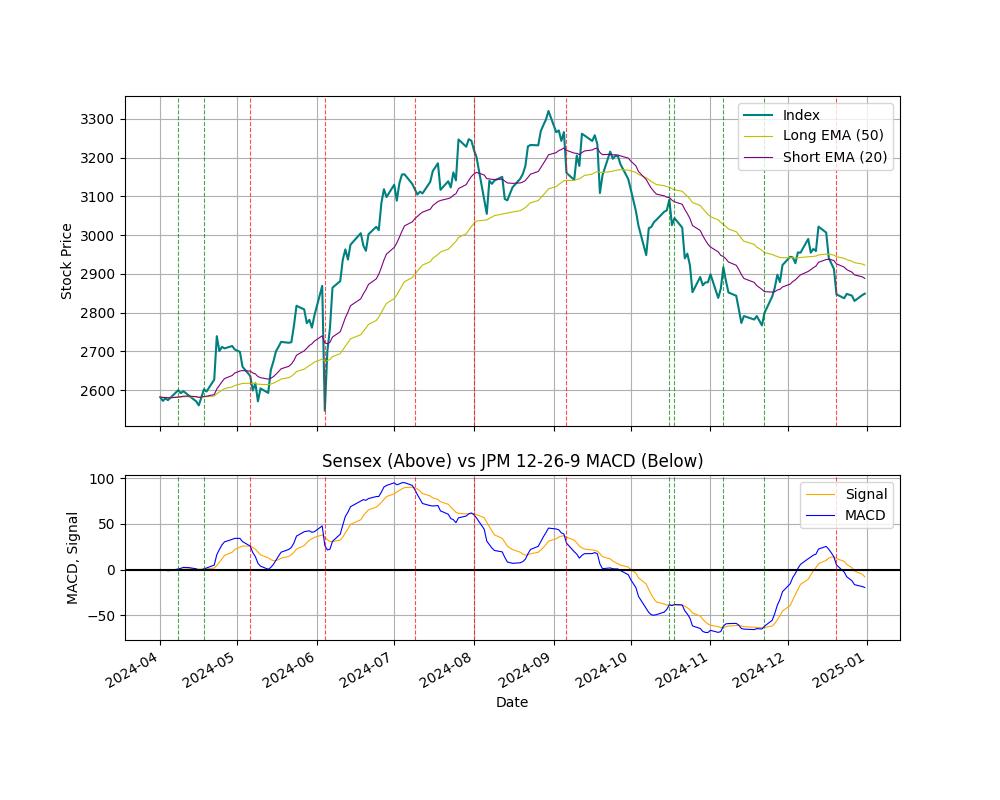 3300
3200
3100
3000
2900
2800
2700
2600
Stock Price
Index
Long EMA (50)
Short EMA (20)
Sensex (Above) vs JPM 12-26-9 MACD (Below)
100
50
0
−50
MACD, Signal
Signal
MACD
2024-04
2024-05
2024-06
2024-07
2024-08
2024-09
2024-10
2024-11
2024-12
2025-01
Date